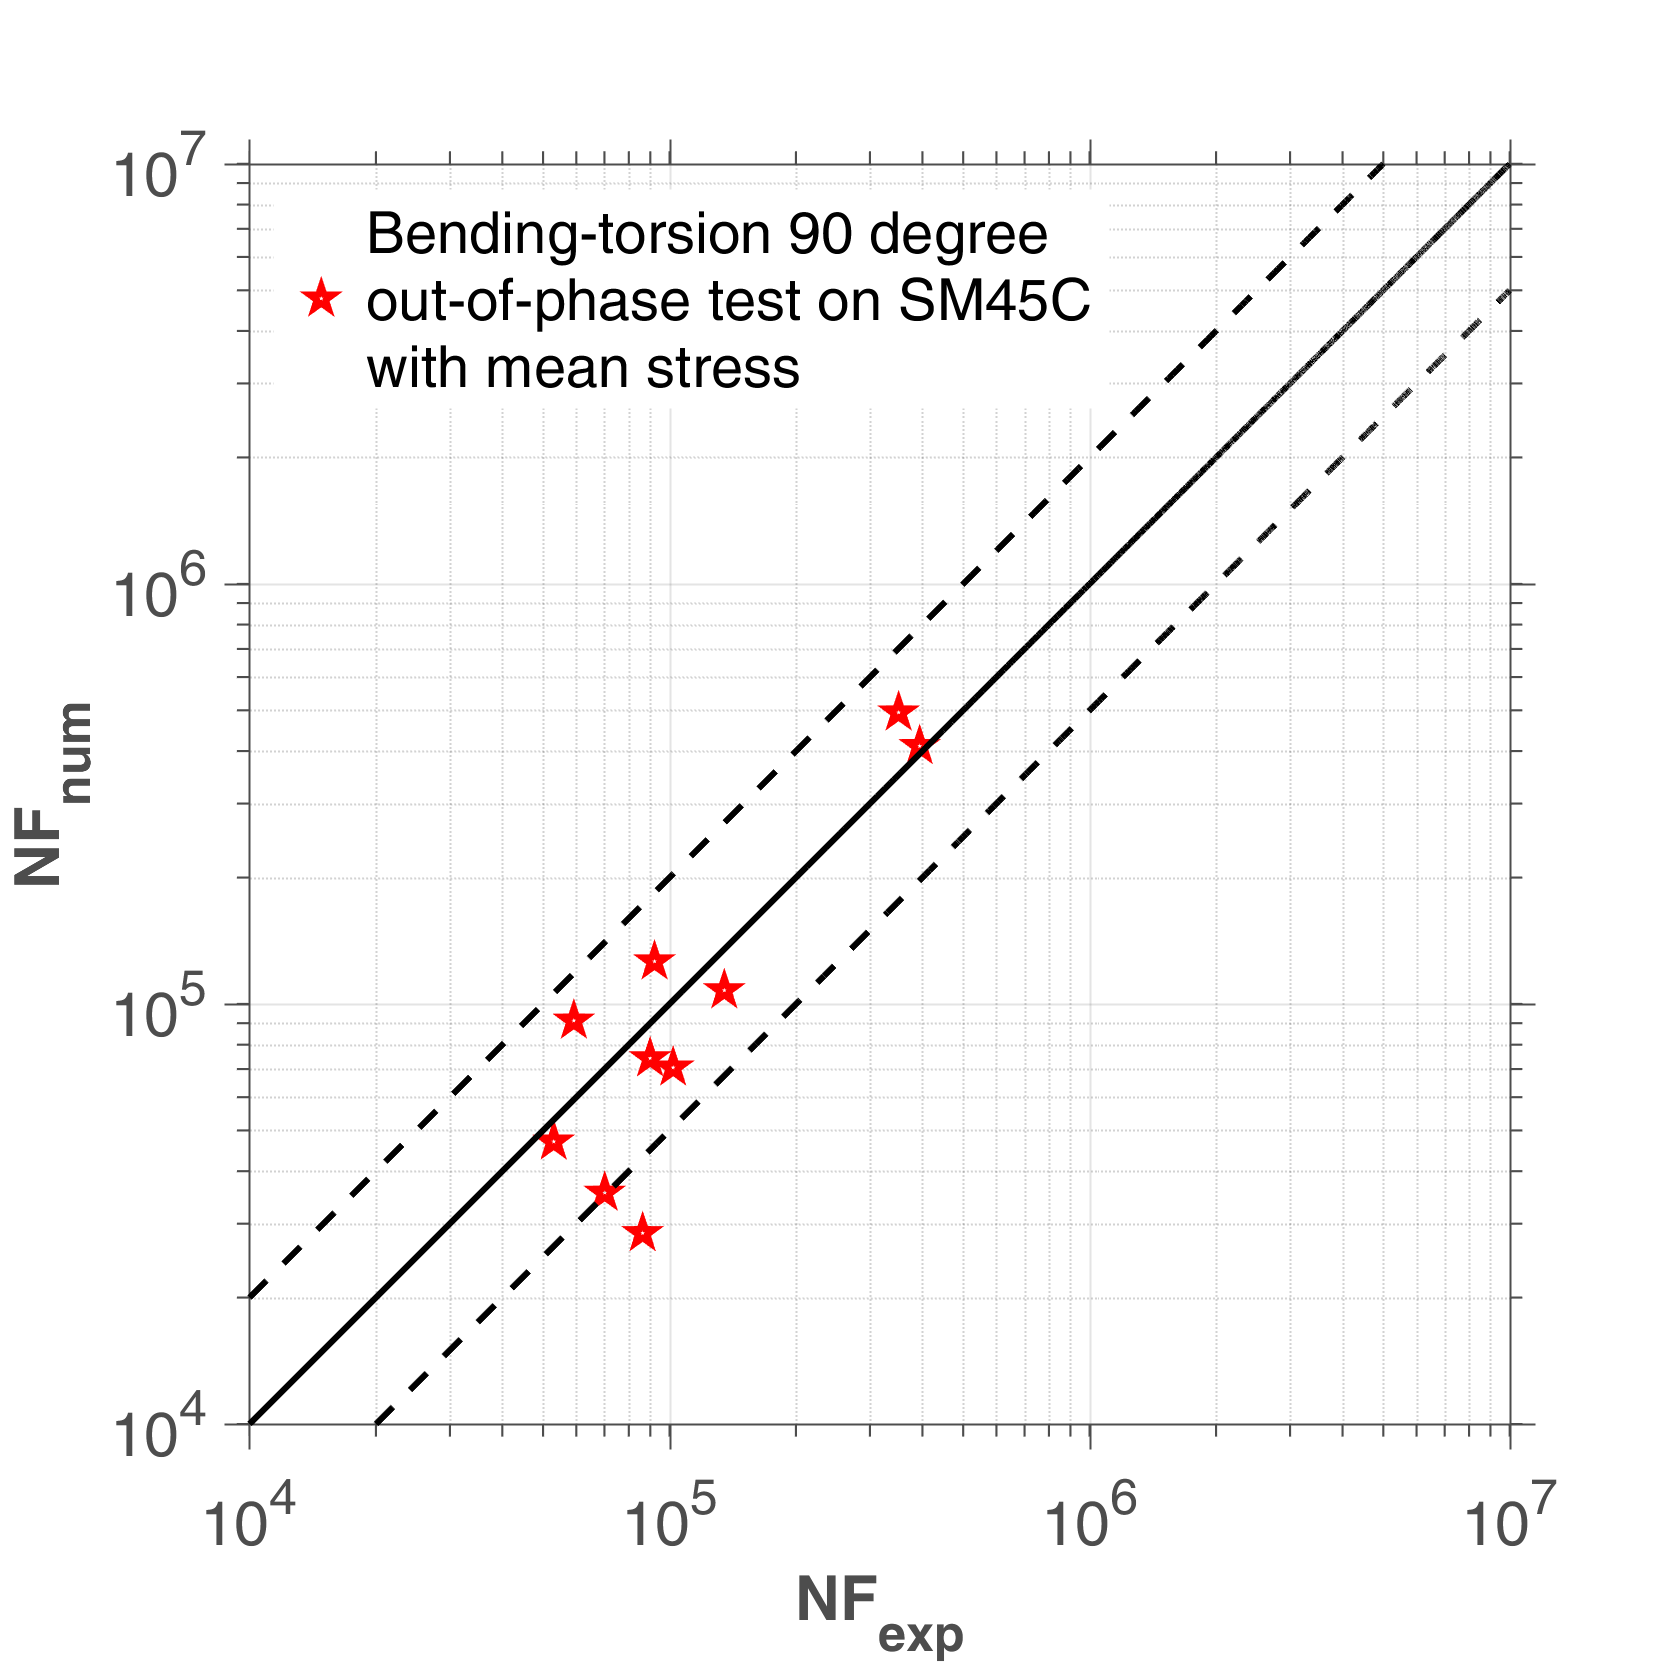 10^7
Bending-torsion 90 degree
out-of-phase test on SM45C
with mean stress
10^6
NF_num
10^5
10^4
10^4 10^5 10^6 10^7
NF_exp